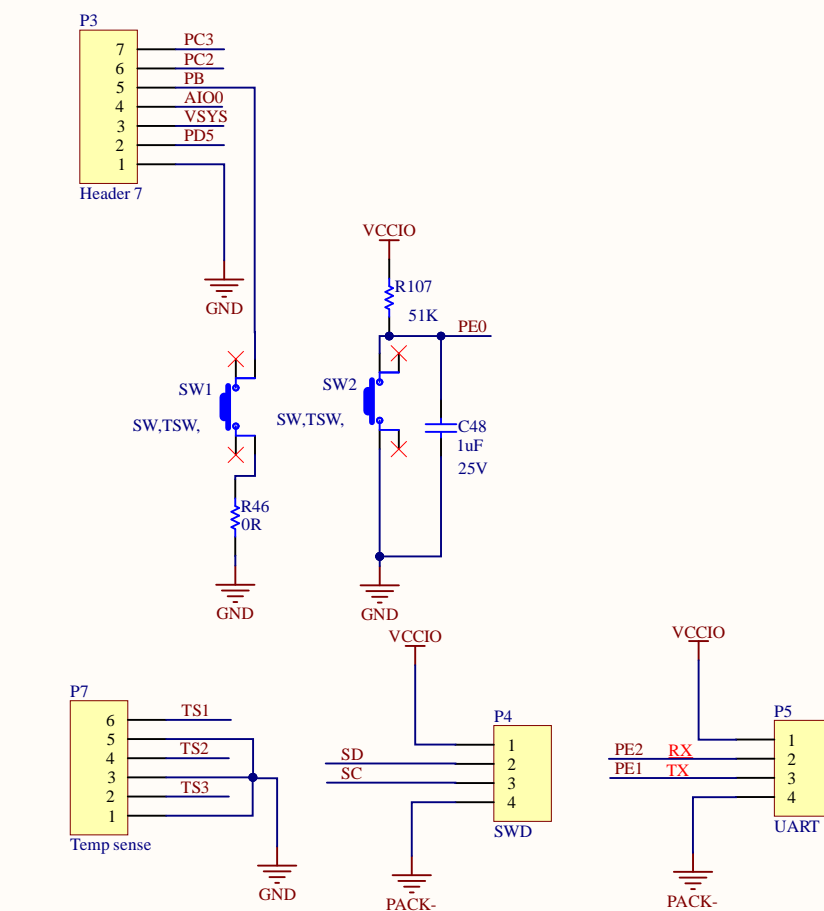 P3
7 PC3
6 PC2
5 PB
4 AIO0
3 VSYS
2 PD5
1
Header 7
GND
VCCIO
R107
51K
PE0
SW1
SW,TSW,
SW2
SW,TSW,
C48
1uF
25V
R46
0R
GND
GND
P7
6 TS1
5
4 TS2
3
2 TS3
1
Temp sense
GND
VCCIO
P4
1
SD 2
SC 3
4
SWD
PACK-
VCCIO
P5
1
PE2 RX 2
PE1 TX 3
4
UART
PACK-